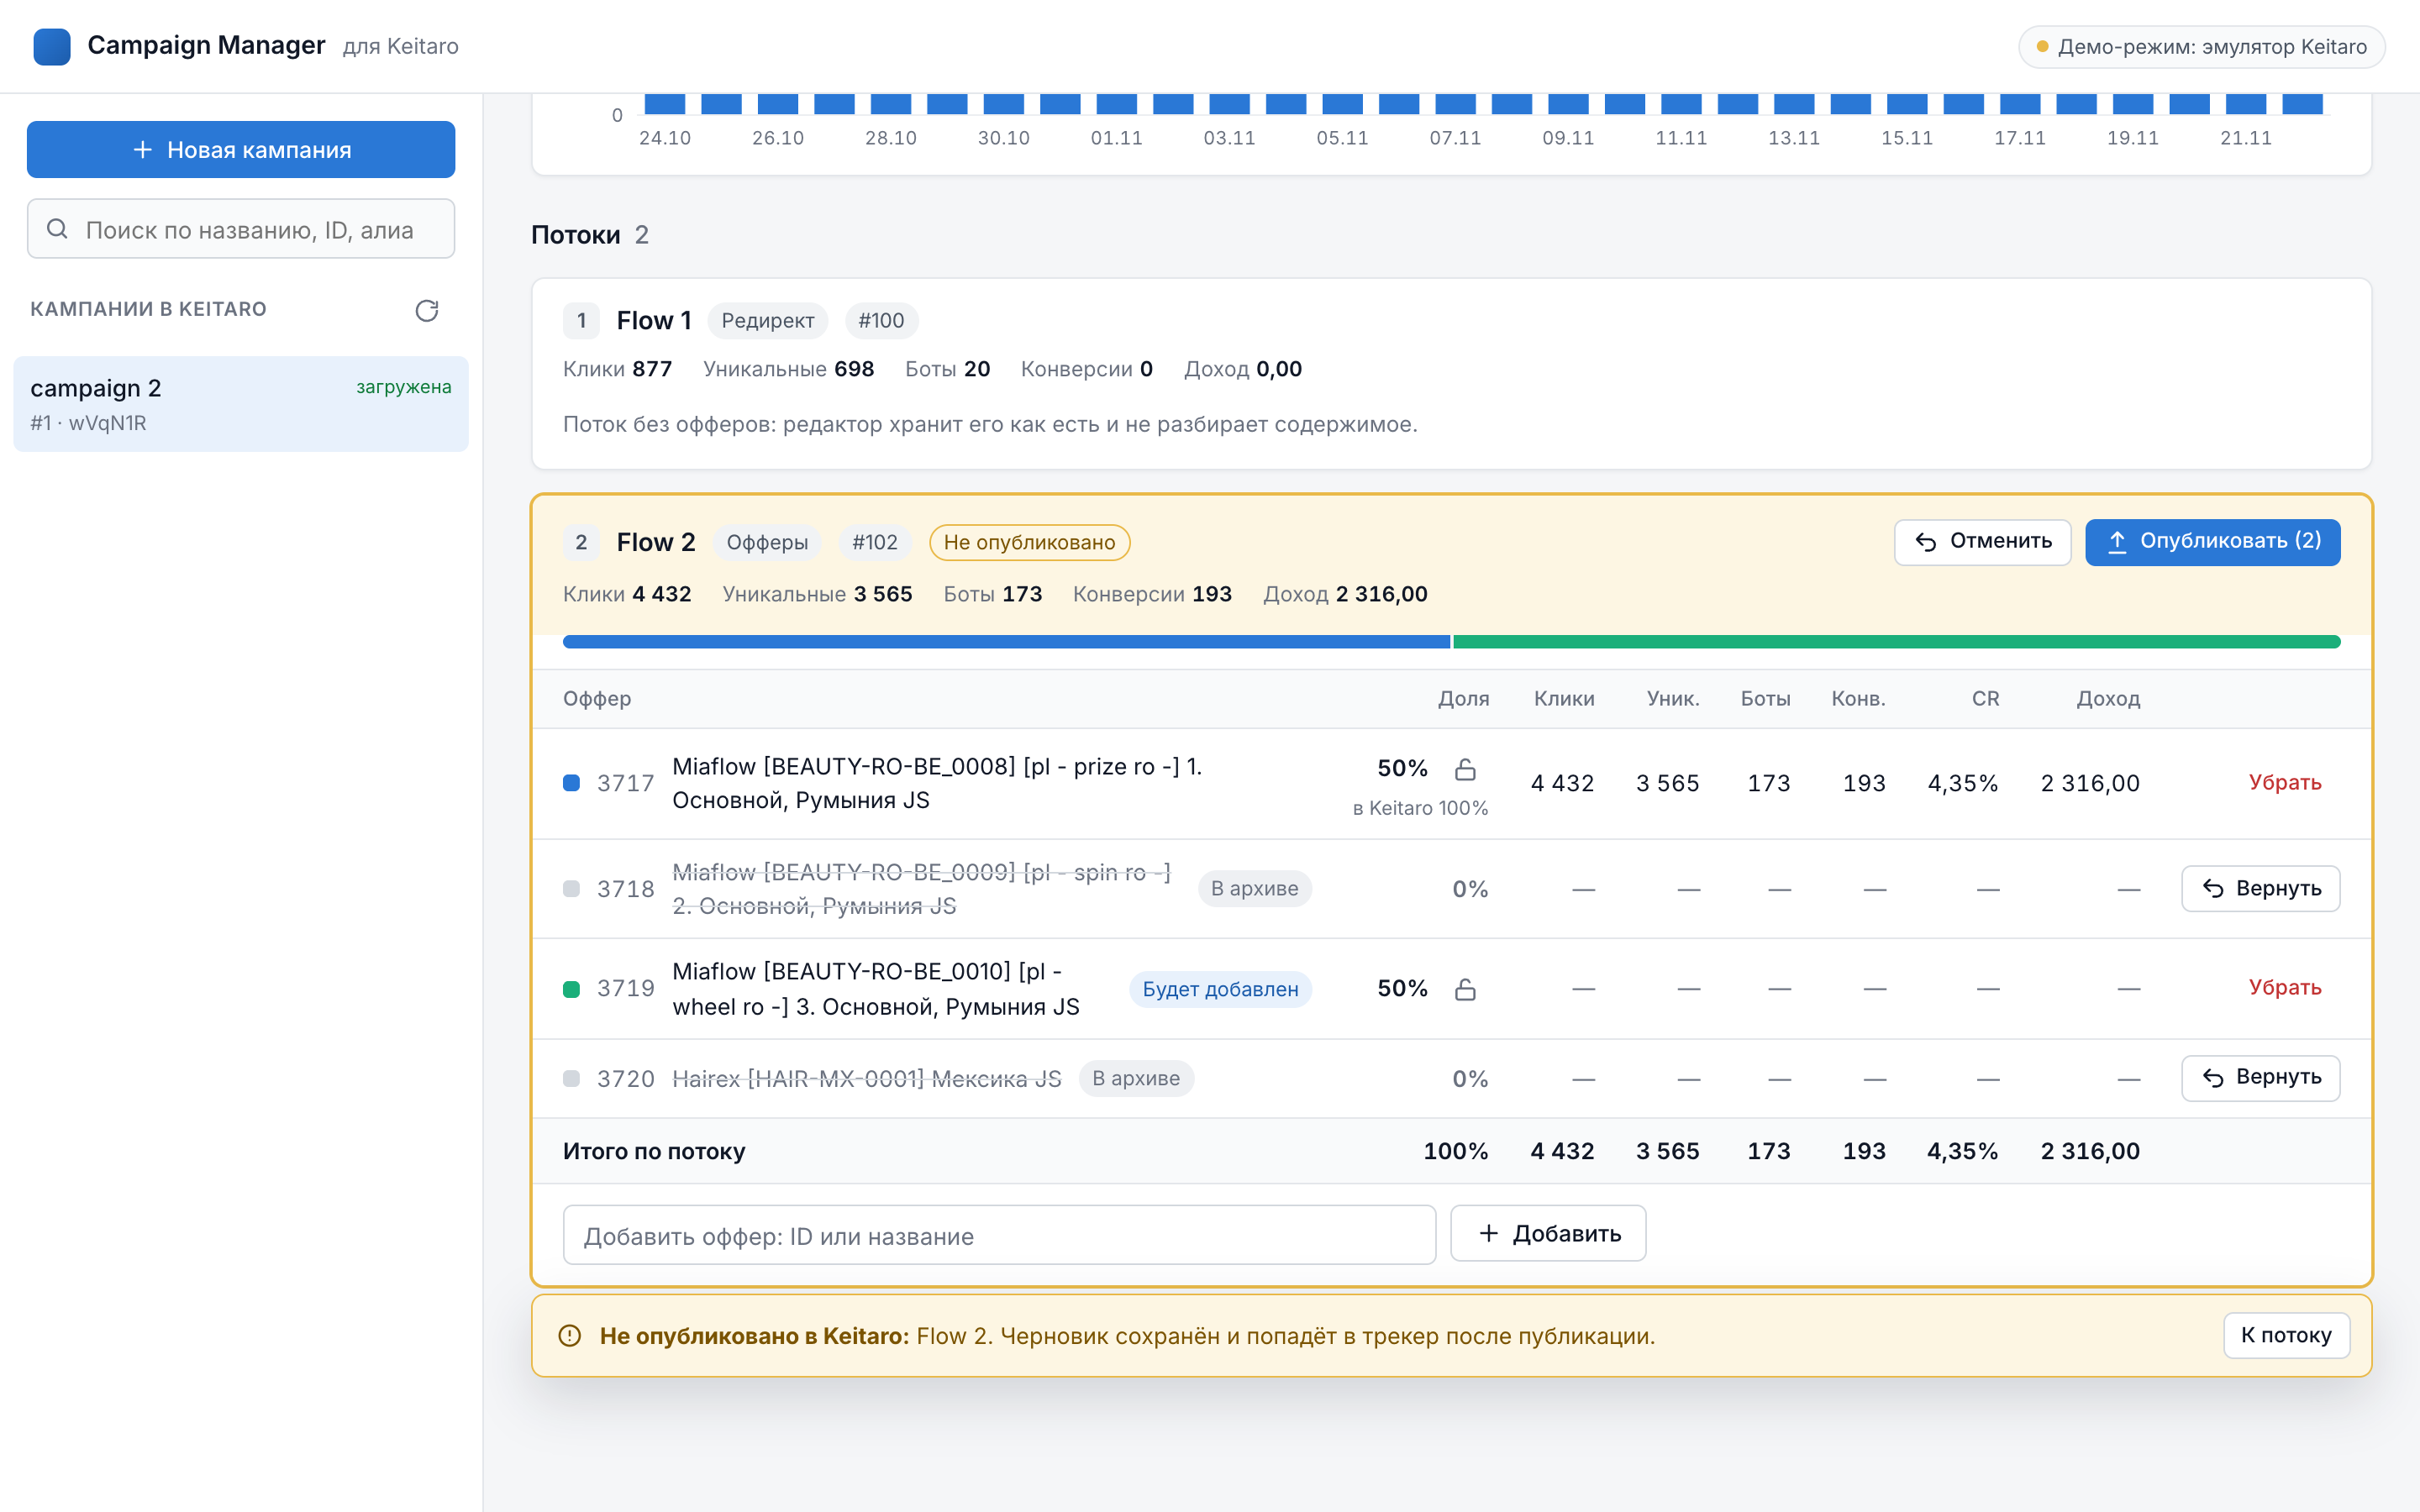 Campaign Manager для Keitaro
Демо-режим: эмулятор Keitaro
Новая кампания
Поиск по названию, ID, алиа
КАМПАНИИ В KEITARO
campaign 2 загружена
#1 · wVqN1R
0
24.10 26.10 28.10 30.10 01.11 03.11 05.11 07.11 09.11 11.11 13.11 15.11 17.11 19.11 21.11
Потоки 2
1 Flow 1 Редирект #100
Клики 877 Уникальные 698 Боты 20 Конверсии 0 Доход 0,00
Поток без офферов: редактор хранит его как есть и не разбирает содержимое.
2 Flow 2 Офферы #102 Не опубликовано Отменить Опубликовать (2)
Клики 4 432 Уникальные 3 565 Боты 173 Конверсии 193 Доход 2 316,00
Оффер Доля Клики Уник. Боты Конв. CR Доход
3717 Miaflow [BEAUTY-RO-BE_0008] [pl - prize ro -] 1.
Основной, Румыния JS
50%
в Keitaro 100%
4 432 3 565 173 193 4,35% 2 316,00 Убрать
3718 Miaflow [BEAUTY-RO-BE_0009] [pl - spin ro -]
2. Основной, Румыния JS
В архиве 0% — — — — — — Вернуть
3719 Miaflow [BEAUTY-RO-BE_0010] [pl -
wheel ro -] 3. Основной, Румыния JS
Будет добавлен 50% — — — — — — Убрать
3720 Hairex [HAIR-MX-0001] Мексика JS В архиве 0% — — — — — — Вернуть
Итого по потоку 100% 4 432 3 565 173 193 4,35% 2 316,00
Добавить оффер: ID или название
Добавить
Не опубликовано в Keitaro: Flow 2. Черновик сохранён и попадёт в трекер после публикации.
К потоку